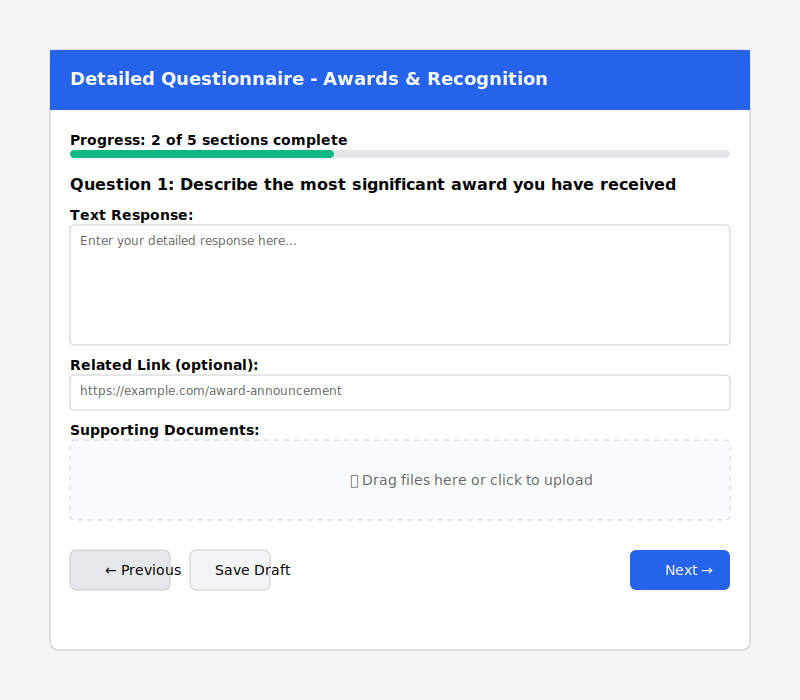 Detailed Questionnaire - Awards & Recognition
Progress: 2 of 5 sections complete
Question 1: Describe the most significant award you have received
Text Response:
Enter your detailed response here...
Related Link (optional):
https://example.com/award-announcement
Supporting Documents:
Drag files here or click to upload
← Previous
Save Draft
Next →